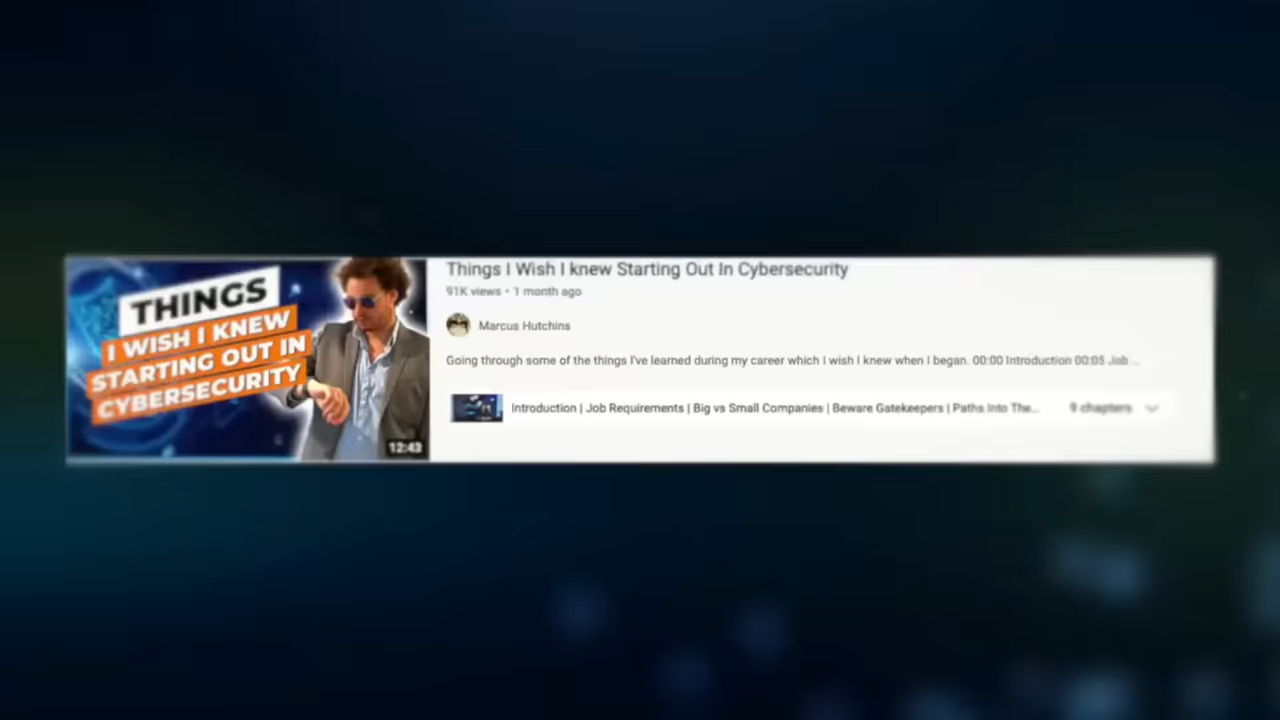 THINGS
I WISH I KNEW
STARTING OUT IN
CYBERSECURITY
12:43
Things I Wish I knew Starting Out In Cybersecurity
91K views • 1 month ago
Marcus Hutchins
Going through some of the things I've learned during my career which I wish I knew when I began. 00:00 Introduction 00:05 Job ...
Introduction | Job Requirements | Big vs Small Companies | Beware Gatekeepers | Paths Into The...
9 chapters